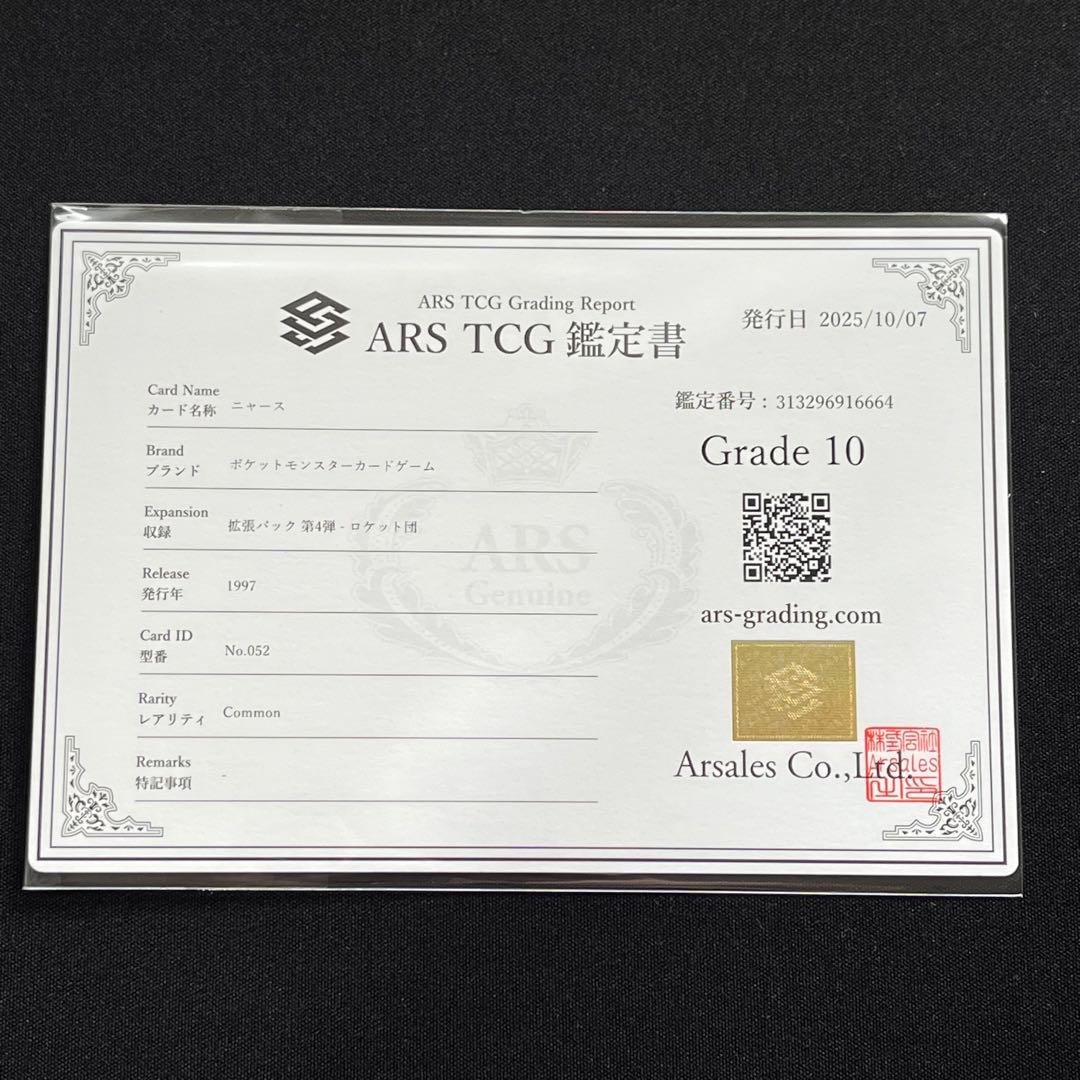 ARS TCG Grading Report
ARS TCG 鑑定書
発行日 2025/10/07
Card Name
カード名称 ニャース
Brand
ブランド ポケットモンスターカードゲーム
Expansion
収録 拡張パック 第4弾 - ロケット団
Release
発行年 1997
Card ID
型番 No.052
Rarity
レアリティ Common
Remarks
特記事項 -
鑑定番号 : 313296916664
Grade 10
ars-grading.com
Arsales Co.,Ltd.
ARS
Genuine
株式会社
Arsales